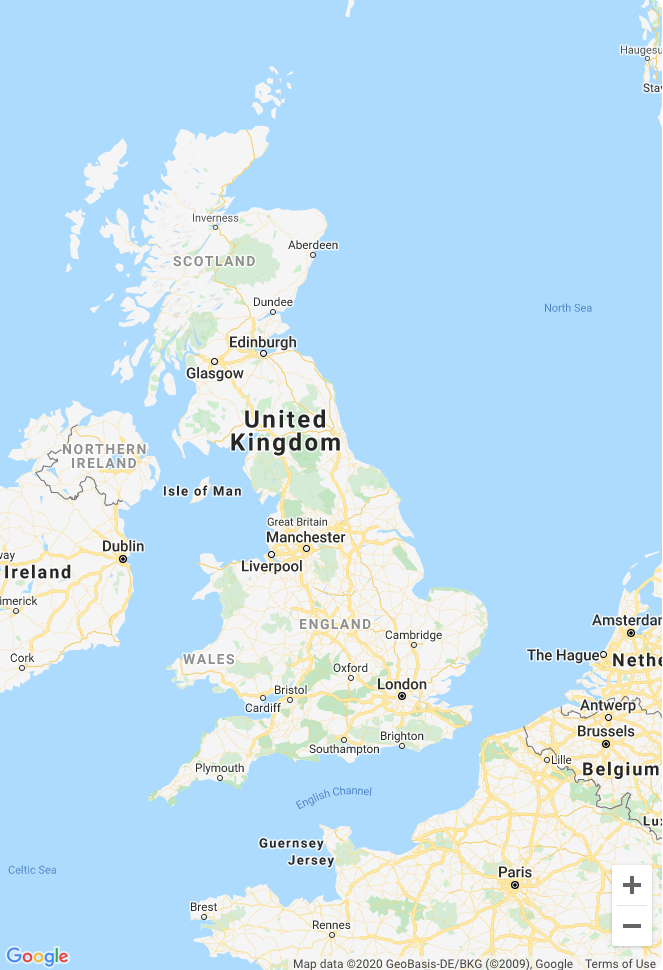 Haugesu
Stav
Inverness
Aberdeen
SCOTLAND
North Sea
Dundee
Edinburgh
Glasgow
United
Kingdom
NORTHERN
IRELAND
Isle of Man
Great Britain
Manchester
Dublin
way
Liverpool
Ireland
imerick
ENGLAND
Amsterdam
Cambridge
Cork
WALES
The Hague
Nethe
Oxford
London
Bristol
Cardiff
Antwerp
Brighton
Brussels
Southampton
Lille
Plymouth
Belgium
English Channel
Lux
Guernsey
Jersey
Celtic Sea
Paris
Brest
Rennes
Google
Map data ©2020 GeoBasis-DE/BKG (©2009), Google Terms of Use